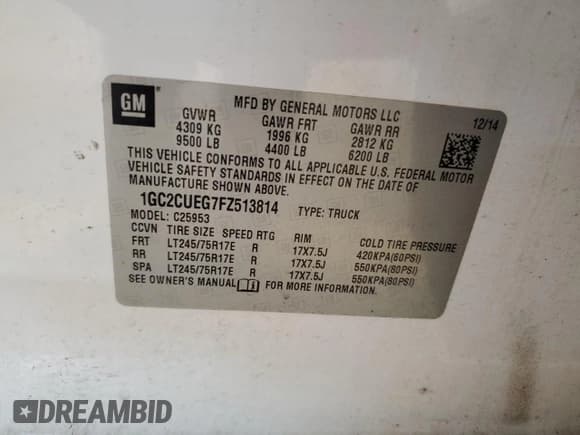 GM
MFD BY GENERAL MOTORS LLC
12/14
GVWR GAWR FRT GAWR RR
4309 KG 1996 KG 2812 KG
9500 LB 4400 LB 6200 LB
THIS VEHICLE CONFORMS TO ALL APPLICABLE U.S. FEDERAL MOTOR
VEHICLE SAFETY STANDARDS IN EFFECT ON THE DATE OF
MANUFACTURE SHOWN ABOVE.
1GC2CUEG7FZ513814 TYPE: TRUCK
MODEL: C25953
CCVN TIRE SIZE SPEED RTG RIM COLD TIRE PRESSURE
FRT LT245/75R17E R 17X7.5J 420KPA(60PSI)
RR LT245/75R17E R 17X7.5J 550KPA(80PSI)
SPA LT245/75R17E R 17X7.5J 550KPA(80PSI)
SEE OWNER'S MANUAL FOR MORE INFORMATION.
DREAMBID